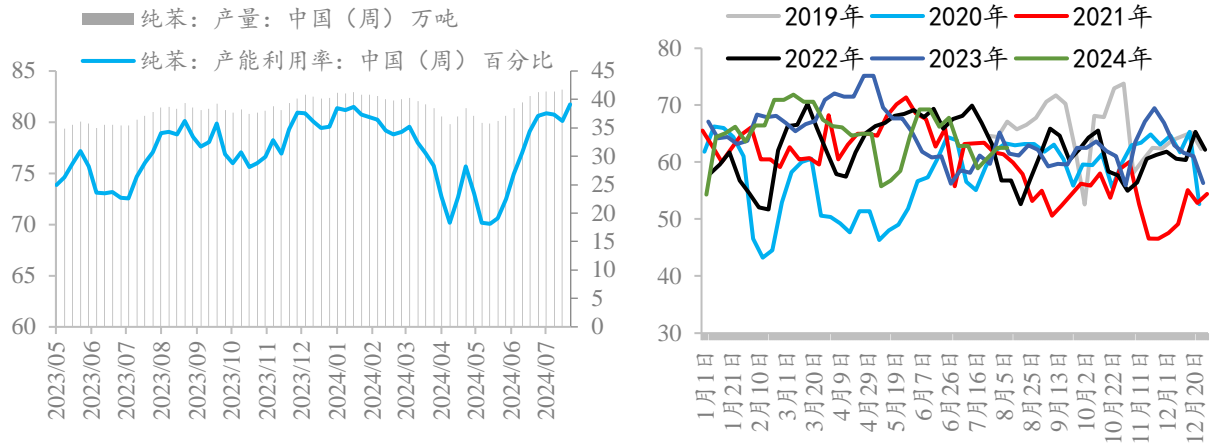 纯苯：产量：中国（周）万吨
纯苯：产能利用率：中国（周）百分比
85
80
75
70
65
60
45
40
35
30
25
20
15
10
5
0
2023/05
2023/06
2023/07
2023/08
2023/09
2023/10
2023/11
2023/12
2024/01
2024/02
2024/03
2024/04
2024/05
2024/06
2024/07
2019年 2020年 2021年
2022年 2023年 2024年
80
70
60
50
40
30
1月1日
1月21日
2月10日
3月1日
3月20日
4月9日
4月29日
5月19日
6月7日
6月26日
7月16日
8月5日
8月25日
9月13日
10月2日
10月22日
11月11日
12月1日
12月20日